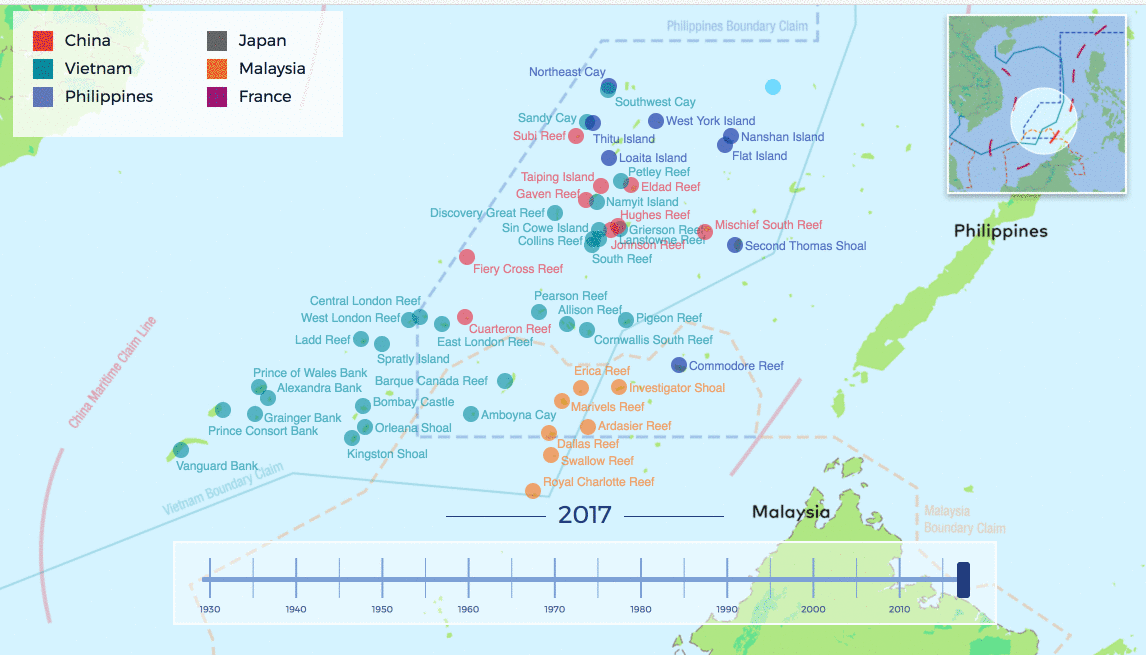 China
Vietnam
Philippines
Japan
Malaysia
France
Philippines Boundary Claim
Northeast Cay
Southwest Cay
Sandy Cay
West York Island
Subi Reef
Thitu Island
Nanshan Island
Flat Island
Loaita Island
Petley Reef
Taiping Island
Eldad Reef
Gaven Reef
Namyit Island
Discovery Great Reef
Hughes Reef
Sin Cowe Island
Grierson Reef
Mischief South Reef
Collins Reef
Lanstowne Reef
Johnson Reef
Second Thomas Shoal
South Reef
Fiery Cross Reef
Philippines
Central London Reef
Pearson Reef
West London Reef
Allison Reef
Pigeon Reef
Cuarteron Reef
Ladd Reef
East London Reef
Cornwallis South Reef
Spratly Island
China Maritime Claim Line
Commodore Reef
Prince of Wales Bank
Erica Reef
Barque Canada Reef
Alexandra Bank
Investigator Shoal
Bombay Castle
Marivels Reef
Grainger Bank
Amboyna Cay
Prince Consort Bank
Orleana Shoal
Ardasier Reef
Dallas Reef
Kingston Shoal
Swallow Reef
Vanguard Bank
Vietnam Boundary Claim
Royal Charlotte Reef
2017
Malaysia
Malaysia
Boundary Claim
1930
1940
1950
1960
1970
1980
1990
2000
2010